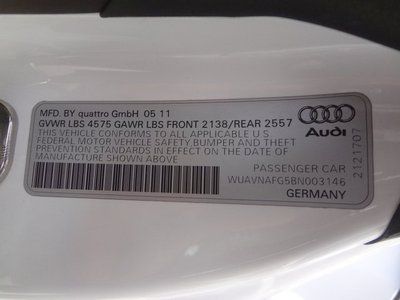 MFD. BY quattro GmbH 05 11
GVWR LBS 4575 GAWR LBS FRONT 2138/REAR 2557
THIS VEHICLE CONFORMS TO ALL APPLICABLE U.S
FEDERAL MOTOR VEHICLE SAFETY,BUMPER AND THEFT
PREVENTION STANDARDS IN EFFECT ON THE DATE OF
MANUFACTURE SHOWN ABOVE
PASSENGER CAR
WUAVNAFG5BN003146
GERMANY
Audi
2121707